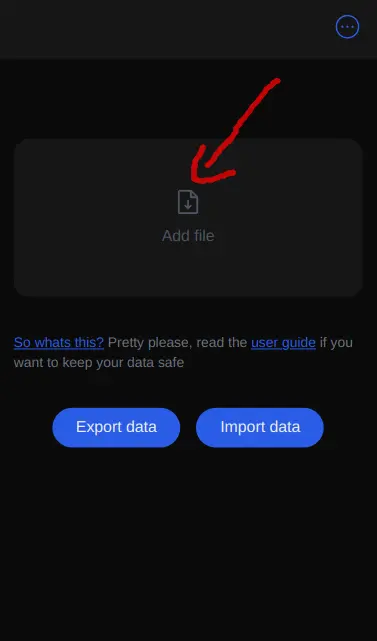 Add file
So whats this? Pretty please, read the user guide if you
want to keep your data safe
Export data Import data